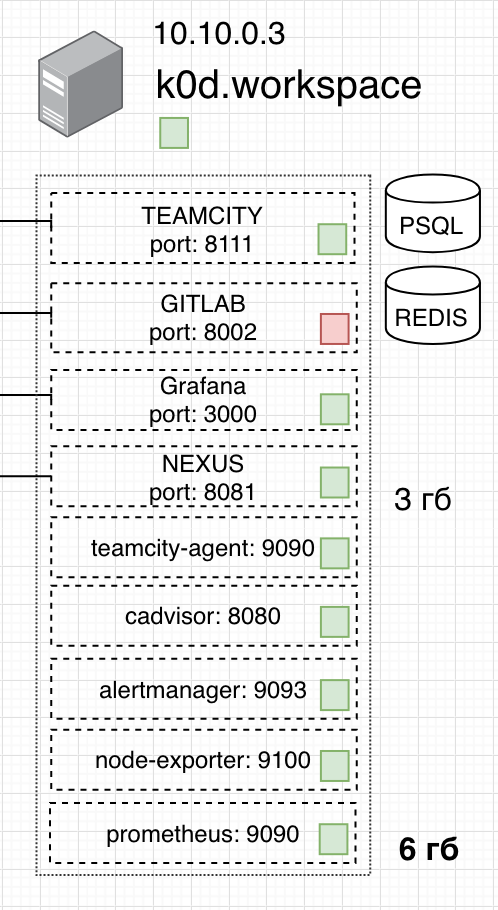 10.10.0.3
k0d.workspace
TEAMCITY
port: 8111
PSQL
GITLAB
port: 8002
REDIS
Grafana
port: 3000
NEXUS
port: 8081
3 гб
teamcity-agent: 9090
cadvisor: 8080
alertmanager: 9093
node-exporter: 9100
prometheus: 9090
6 гб